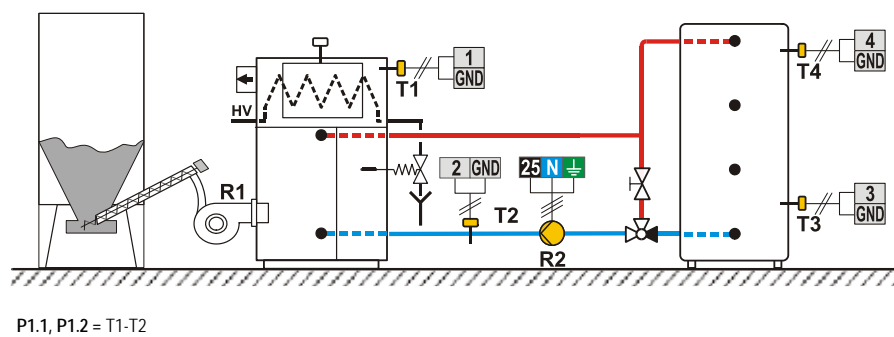 1
GND
T1
HV
R1
2 GND
T2
25 N
R2
4
GND
T4
3
GND
T3
P1.1, P1.2 = T1-T2